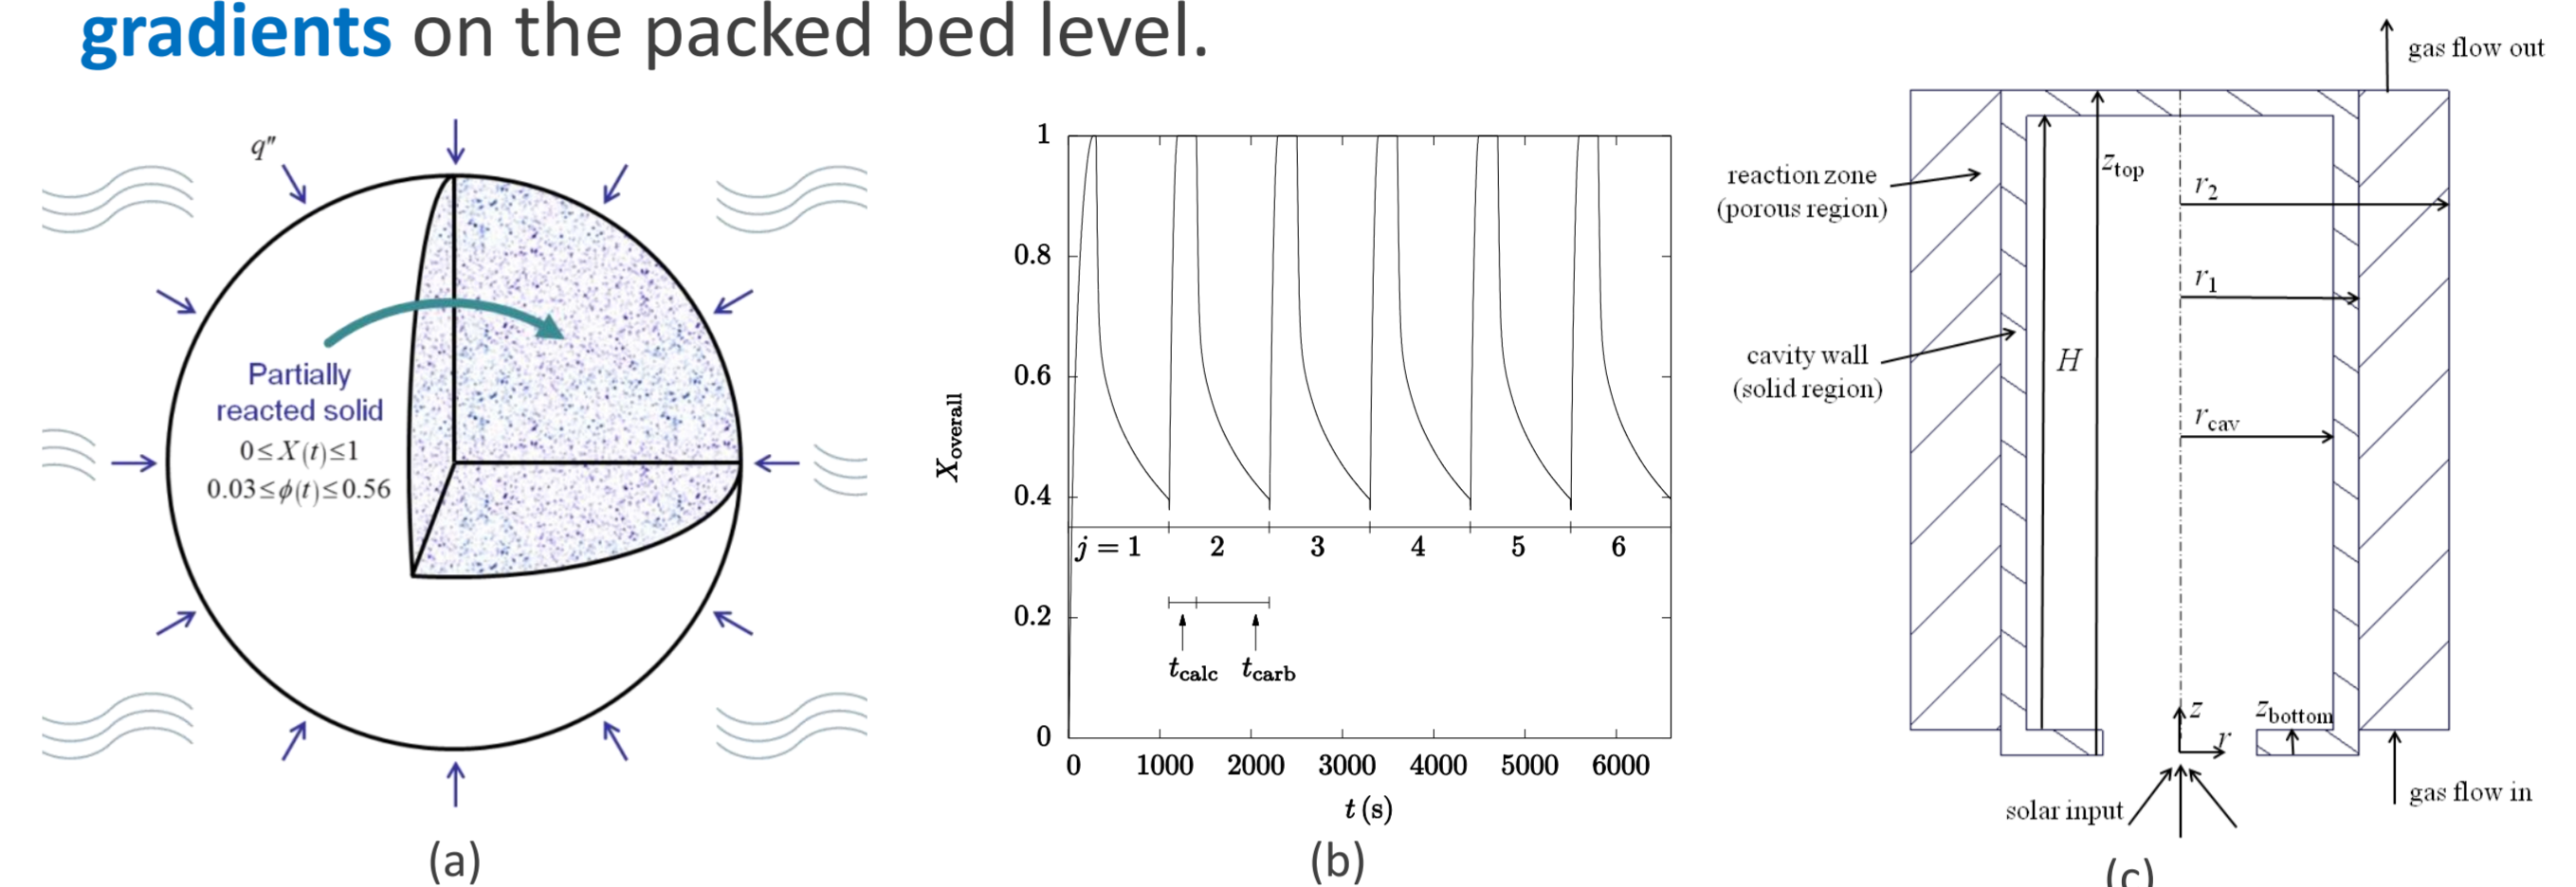 gradients on the packed bed level.
q″
Partially
reacted solid
0≤X(t)≤1
0.03≤ϕ(t)≤0.56
(a)
1
0.8
0.6
0.4
0.2
0
X_overall
j = 1 2 3 4 5 6
t_calc t_carb
0 1000 2000 3000 4000 5000 6000
t (s)
(b)
gas flow out
reaction zone
(porous region)
z_top
r_2
r_1
cavity wall
(solid region)
H
r_cav
z
z_bottom
r
solar input
gas flow in
(c)